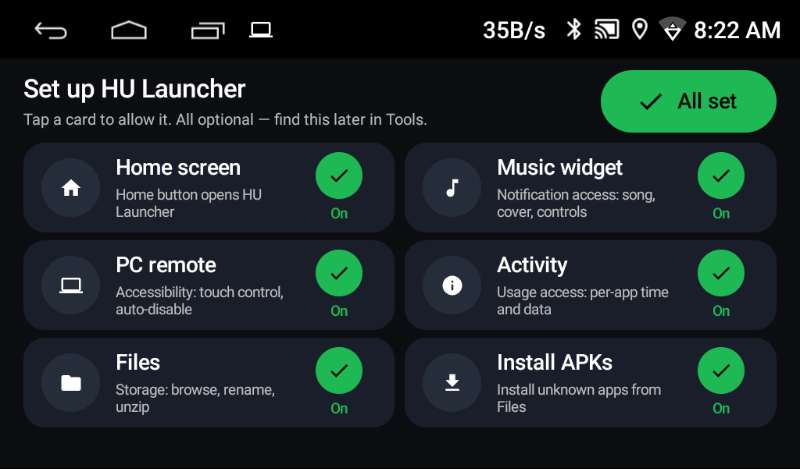 35B/s
8:22 AM
Set up HU Launcher
Tap a card to allow it. All optional — find this later in Tools.
All set
Home screen
Home button opens HU
Launcher
On
Music widget
Notification access: song,
cover, controls
On
PC remote
Accessibility: touch control,
auto-disable
On
Activity
Usage access: per-app time
and data
On
Files
Storage: browse, rename,
unzip
On
Install APKs
Install unknown apps from
Files
On